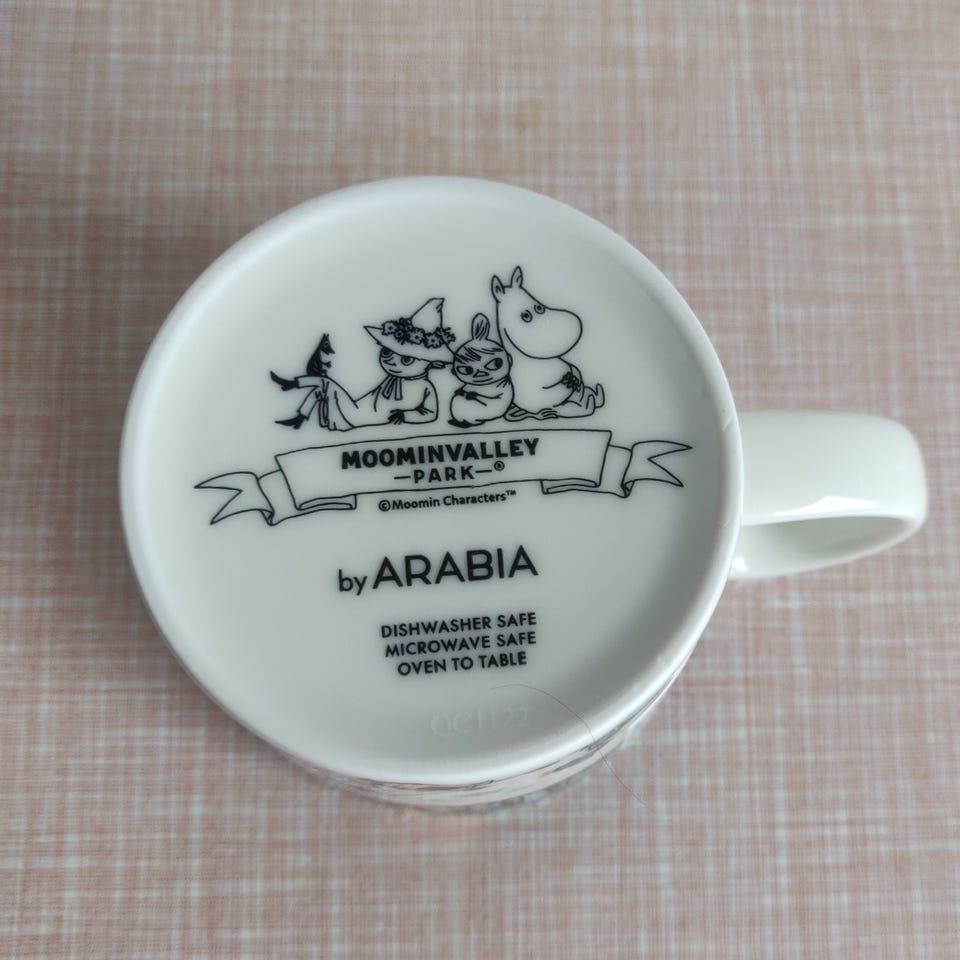 MOOMINVALLEY
—PARK—®
©Moomin Characters™
by ARABIA
DISHWASHER SAFE
MICROWAVE SAFE
OVEN TO TABLE